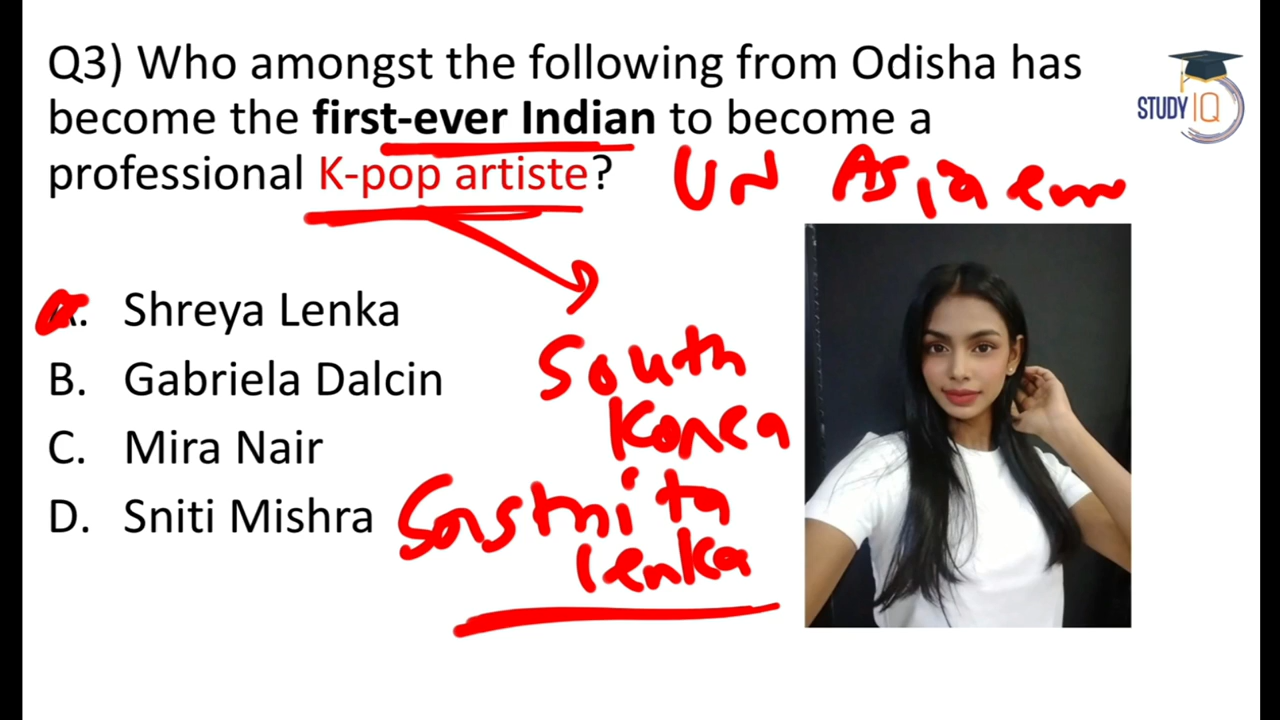 Q3) Who amongst the following from Odisha has
become the first-ever Indian to become a
professional K-pop artiste?
STUDY IQ
A. Shreya Lenka
B. Gabriela Dalcin
C. Mira Nair
D. Sniti Mishra
South
Korea
lenka